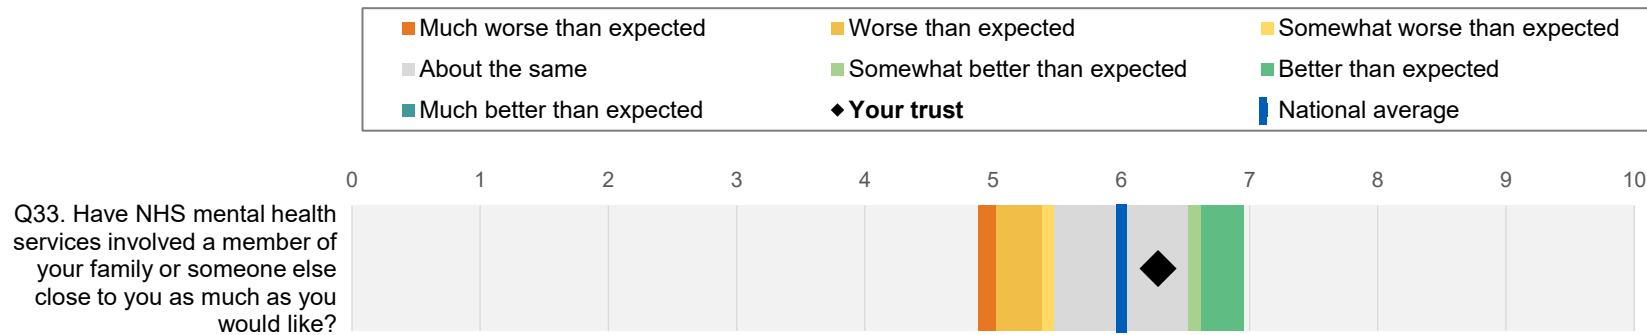 Much worse than expected
Worse than expected
Somewhat worse than expected
About the same
Somewhat better than expected
Better than expected
Much better than expected
Your trust
National average
0 1 2 3 4 5 6 7 8 9 10
Q33. Have NHS mental health
services involved a member of
your family or someone else
close to you as much as you
would like?